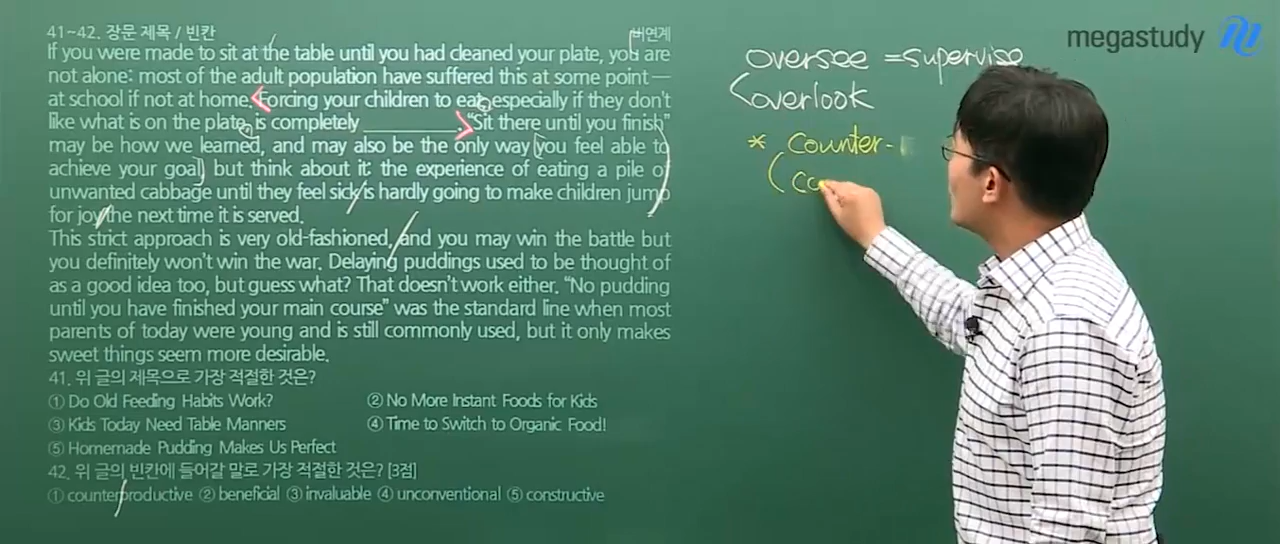 41~42. 장문 제목 / 빈칸
버연계
If you were made to sit at the table until you had cleaned your plate, you are
not alone: most of the adult population have suffered this at some point —
at school if not at home. Forcing your children to eat, especially if they don't
like what is on the plate, is completely ________. “Sit there until you finish”
may be how we learned, and may also be the only way you feel able to
achieve your goal, but think about it: the experience of eating a pile of
unwanted cabbage until they feel sick is hardly going to make children jump
for joy the next time it is served.
This strict approach is very old-fashioned, and you may win the battle but
you definitely won't win the war. Delaying puddings used to be thought of
as a good idea too, but guess what? That doesn't work either. “No pudding
until you have finished your main course” was the standard line when most
parents of today were young and is still commonly used, but it only makes
sweet things seem more desirable.
41. 위 글의 제목으로 가장 적절한 것은?
① Do Old Feeding Habits Work? ② No More Instant Foods for Kids
③ Kids Today Need Table Manners ④ Time to Switch to Organic Food!
⑤ Homemade Pudding Makes Us Perfect
42. 위 글의 빈칸에 들어갈 말로 가장 적절한 것은? [3점]
① counterproductive ② beneficial ③ invaluable ④ unconventional ⑤ constructive
megastudy
oversee = supervise
overlook
* counter-
co